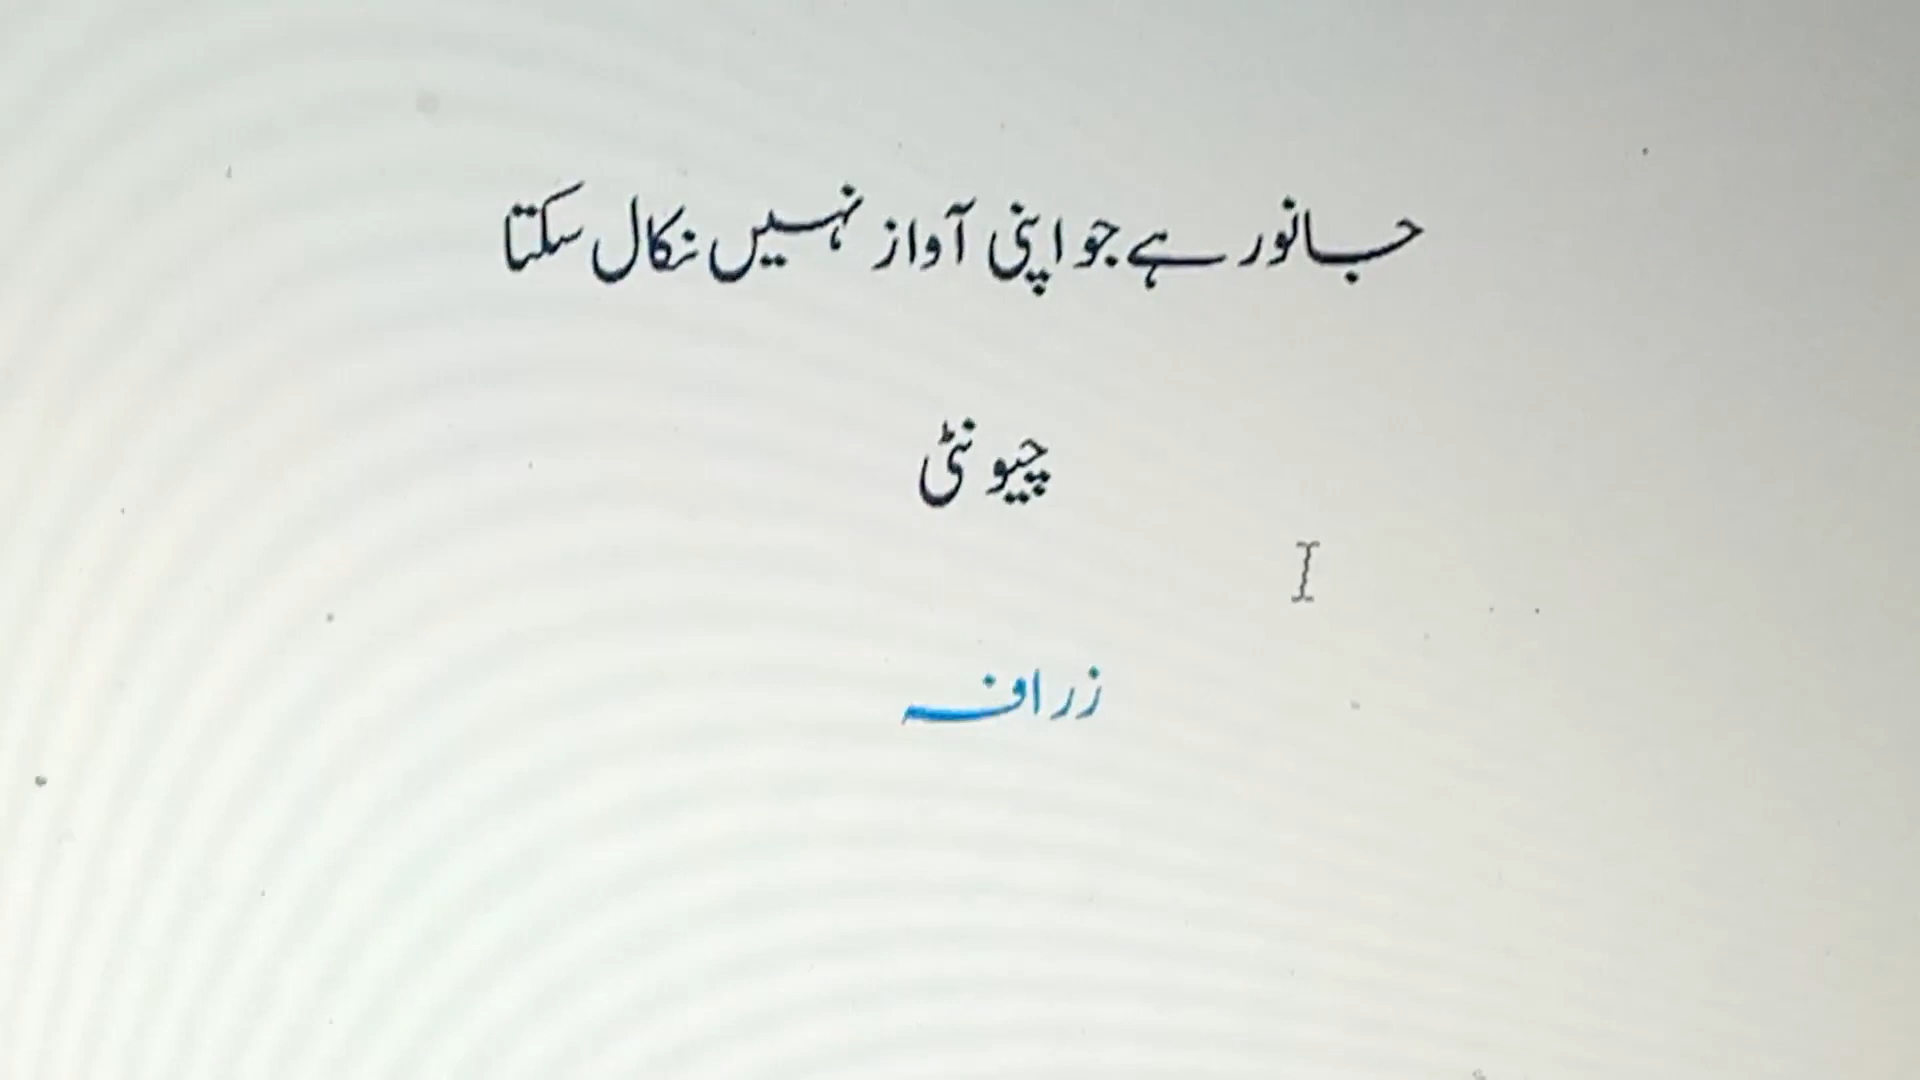 جانور ہے جو اپنی آواز نہیں نکال سکتا
چیونٹی
زرافہ